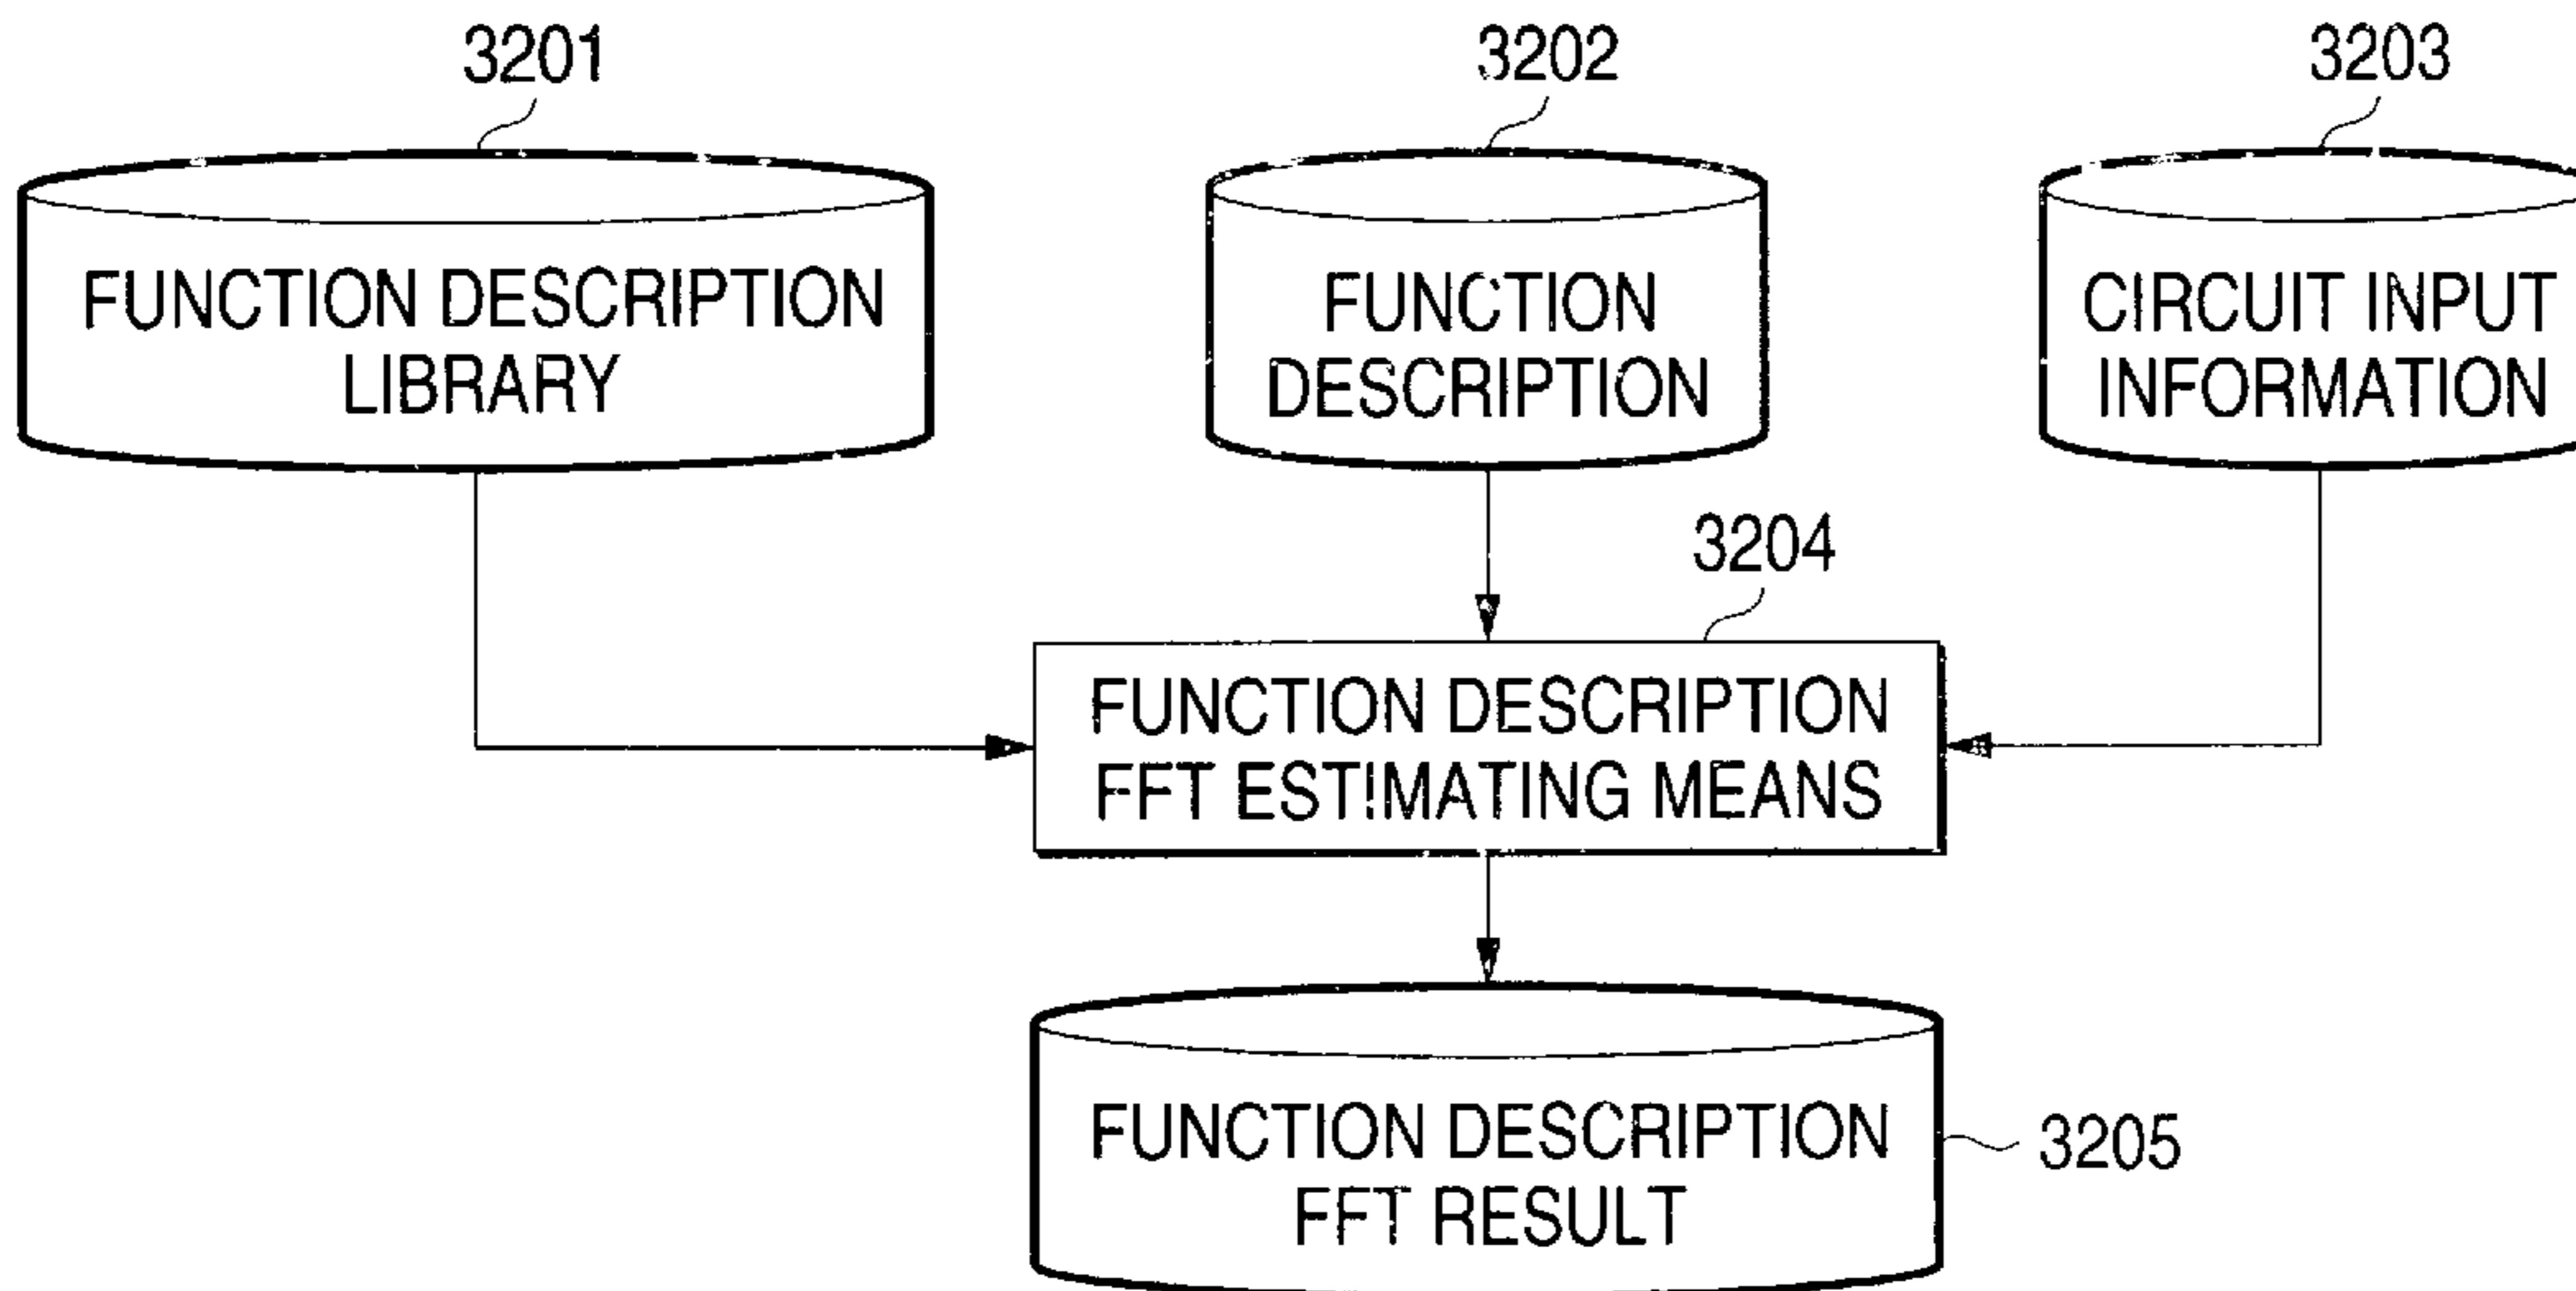 3201
3202
3203
FUNCTION DESCRIPTION
LIBRARY
FUNCTION
DESCRIPTION
CIRCUIT INPUT
INFORMATION
3204
FUNCTION DESCRIPTION
FFT ESTIMATING MEANS
FUNCTION DESCRIPTION
FFT RESULT
3205